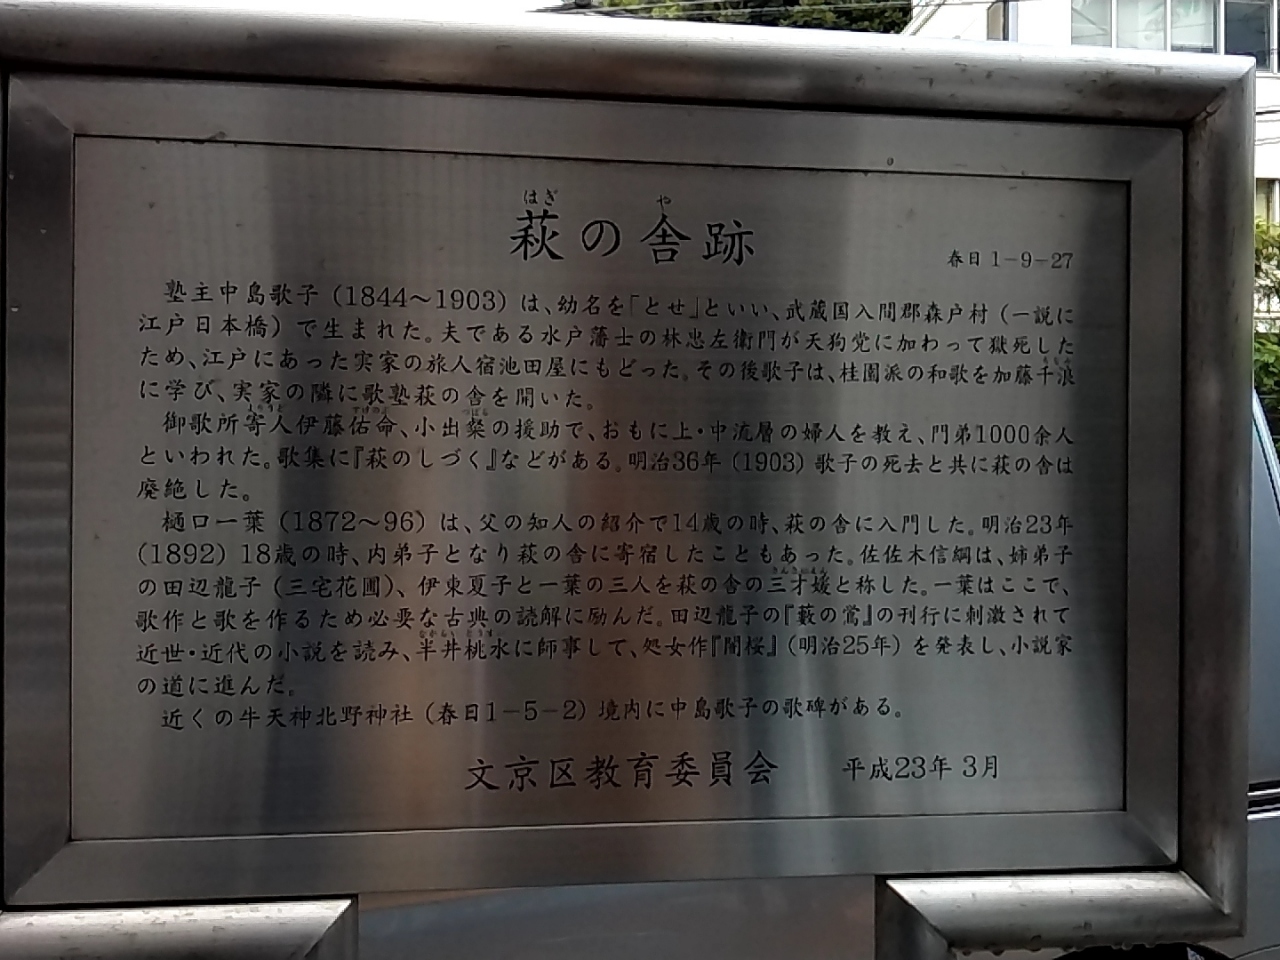 はぎ や
萩の舎跡
春日1-9-27
塾主中島歌子(1844～1903)は、幼名を「とせ」といい、武蔵国入間郡森戸村(一説に
江戸日本橋)で生まれた。夫である水戸藩士の林忠左衛門が天狗党に加わって獄死した
ため、江戸にあった実家の旅人宿池田屋にもどった。その後歌子は、桂園派の和歌を加藤千浪
に学び、実家の隣に歌塾萩の舎を開いた。
御歌所寄人伊藤佑命、小出粲の援助で、おもに上・中流層の婦人を教え、門弟1000余人
といわれた。歌集に『萩のしづく』などがある。明治36年(1903)歌子の死去と共に萩の舎は
廃絶した。
樋口一葉(1872～96)は、父の知人の紹介で14歳の時、萩の舎に入門した。明治23年
(1892)18歳の時、内弟子となり萩の舎に寄宿したこともあった。佐佐木信綱は、姉弟子
の田辺龍子(三宅花圃)、伊東夏子と一葉の三人を萩の舎の三才媛と称した。一葉はここで、
歌作と歌を作るため必要な古典の読解に励んだ。田辺龍子の『藪の鶯』の刊行に刺激されて
近世・近代の小説を読み、半井桃水に師事して、処女作『闇桜』(明治25年)を発表し、小説家
の道に進んだ。
近くの牛天神北野神社(春日1-5-2)境内に中島歌子の歌碑がある。
文京区教育委員会 平成23年3月